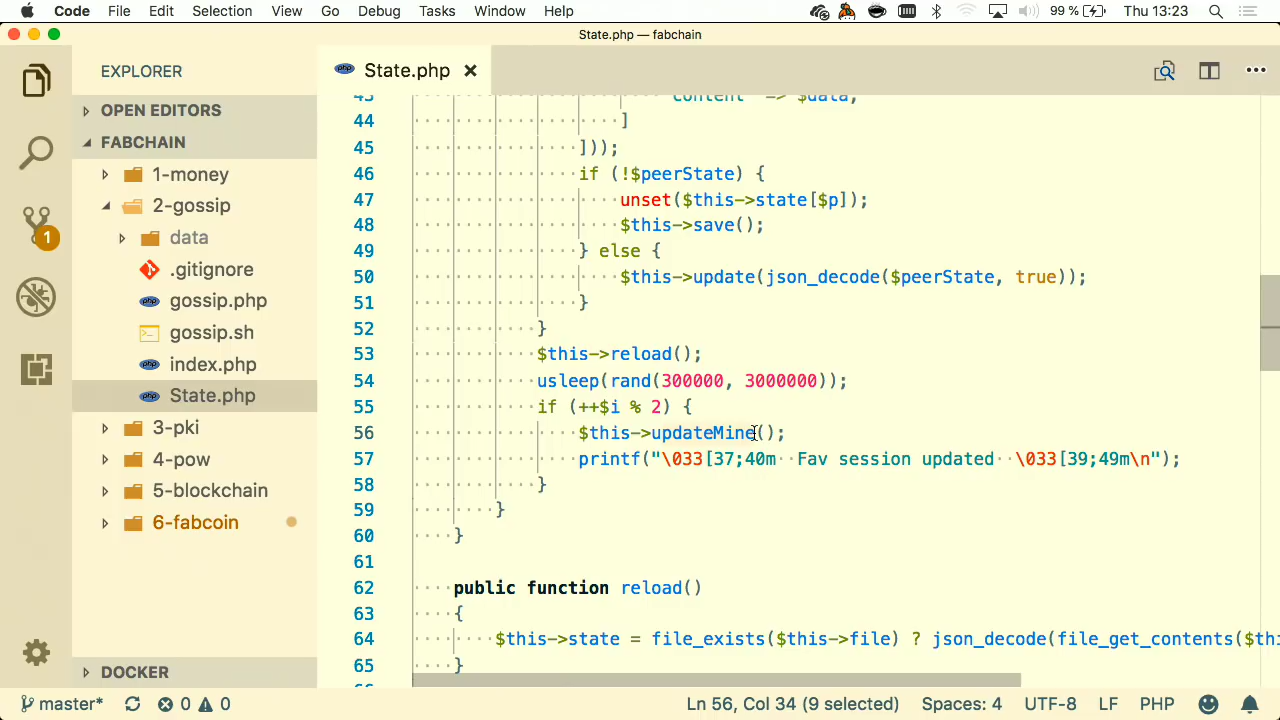 Code File Edit Selection View Go Debug Tasks Window Help 99 % Thu 13:23
State.php — fabchain
EXPLORER
OPEN EDITORS
FABCHAIN
1-money
2-gossip
data
.gitignore
gossip.php
gossip.sh
index.php
State.php
3-pki
4-pow
5-blockchain
6-fabcoin
DOCKER
1
State.php
43 "content" => $data,
44 ]
45 ]));
46 if (!$peerState) {
47 unset($this->state[$p]);
48 $this->save();
49 } else {
50 $this->update(json_decode($peerState, true));
51 }
52 }
53 $this->reload();
54 usleep(rand(300000, 3000000));
55 if (++$i % 2) {
56 $this->updateMine();
57 printf("\033[37;40m  Fav session updated  \033[39;49m\n");
58 }
59 }
60 }
61
62 public function reload()
63 {
64 $this->state = file_exists($this->file) ? json_decode(file_get_contents($thi
65 }
master* 0 0 Ln 56, Col 34 (9 selected) Spaces: 4 UTF-8 LF PHP